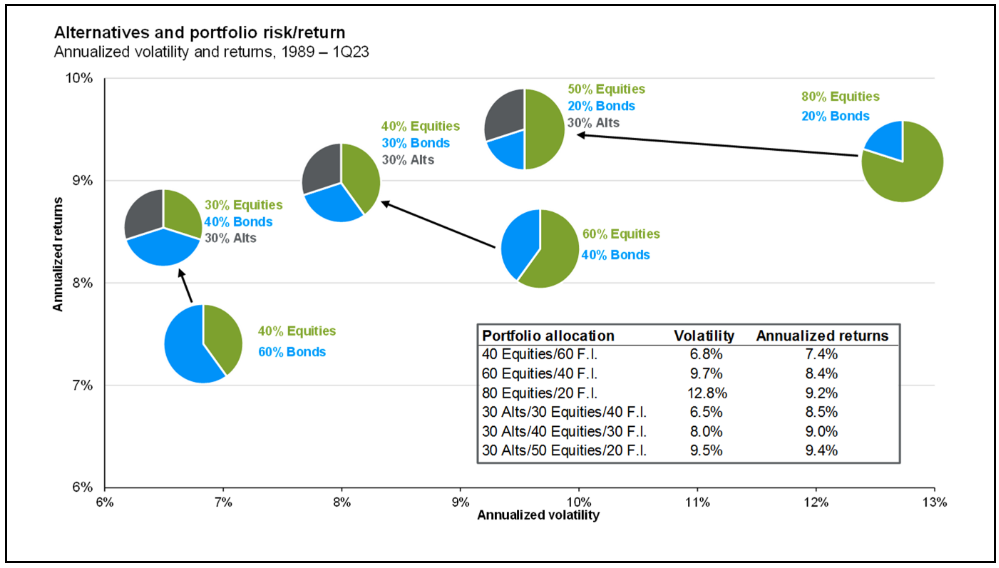 Alternatives and portfolio risk/return
Annualized volatility and returns, 1989 – 1Q23
Annualized returns
10%
9%
8%
7%
6%
30% Equities
40% Bonds
30% Alts
40% Equities
60% Bonds
40% Equities
30% Bonds
30% Alts
50% Equities
20% Bonds
30% Alts
60% Equities
40% Bonds
80% Equities
20% Bonds
Portfolio allocation Volatility Annualized returns
40 Equities/60 F.I. 6.8% 7.4%
60 Equities/40 F.I. 9.7% 8.4%
80 Equities/20 F.I. 12.8% 9.2%
30 Alts/30 Equities/40 F.I. 6.5% 8.5%
30 Alts/40 Equities/30 F.I. 8.0% 9.0%
30 Alts/50 Equities/20 F.I. 9.5% 9.4%
6% 7% 8% 9% 10% 11% 12% 13%
Annualized volatility